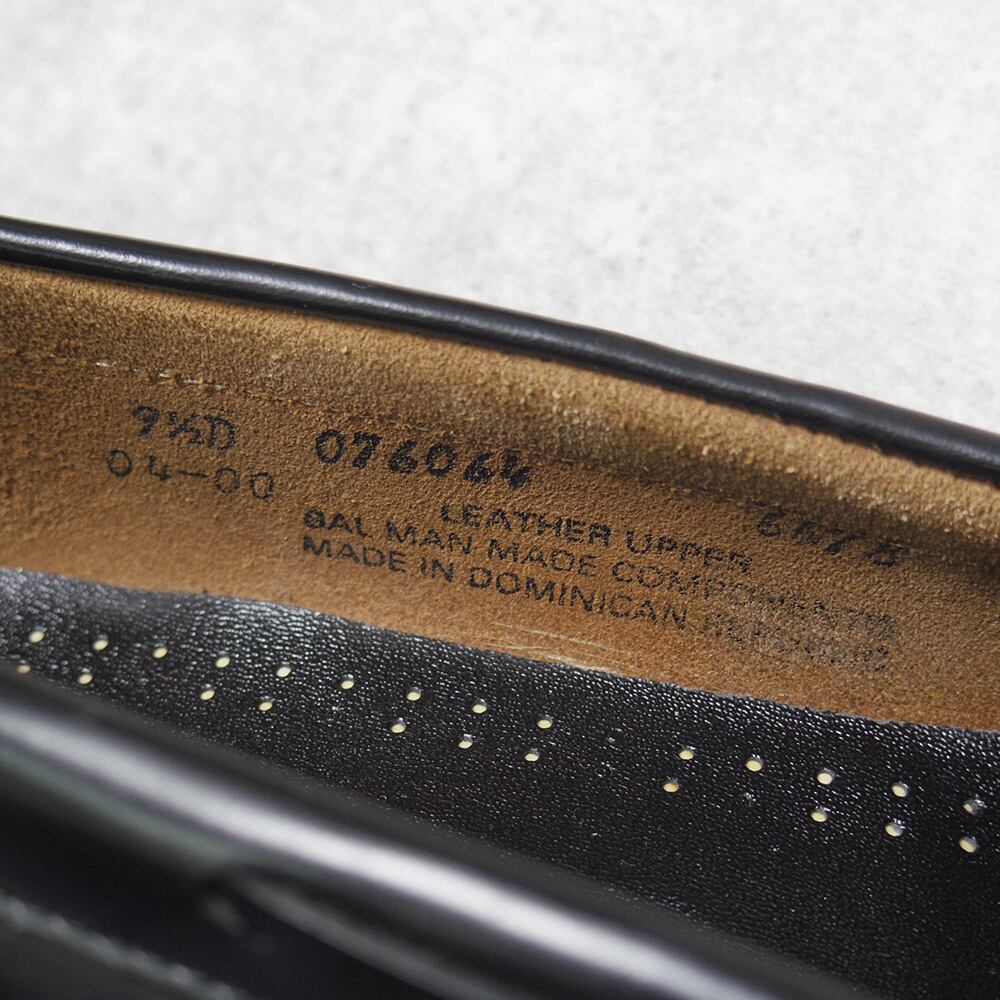 9½D 076064
04-00
LEATHER UPPER
BAL MAN MADE COMPONENTS
MADE IN DOMINICAN REPUBLIC